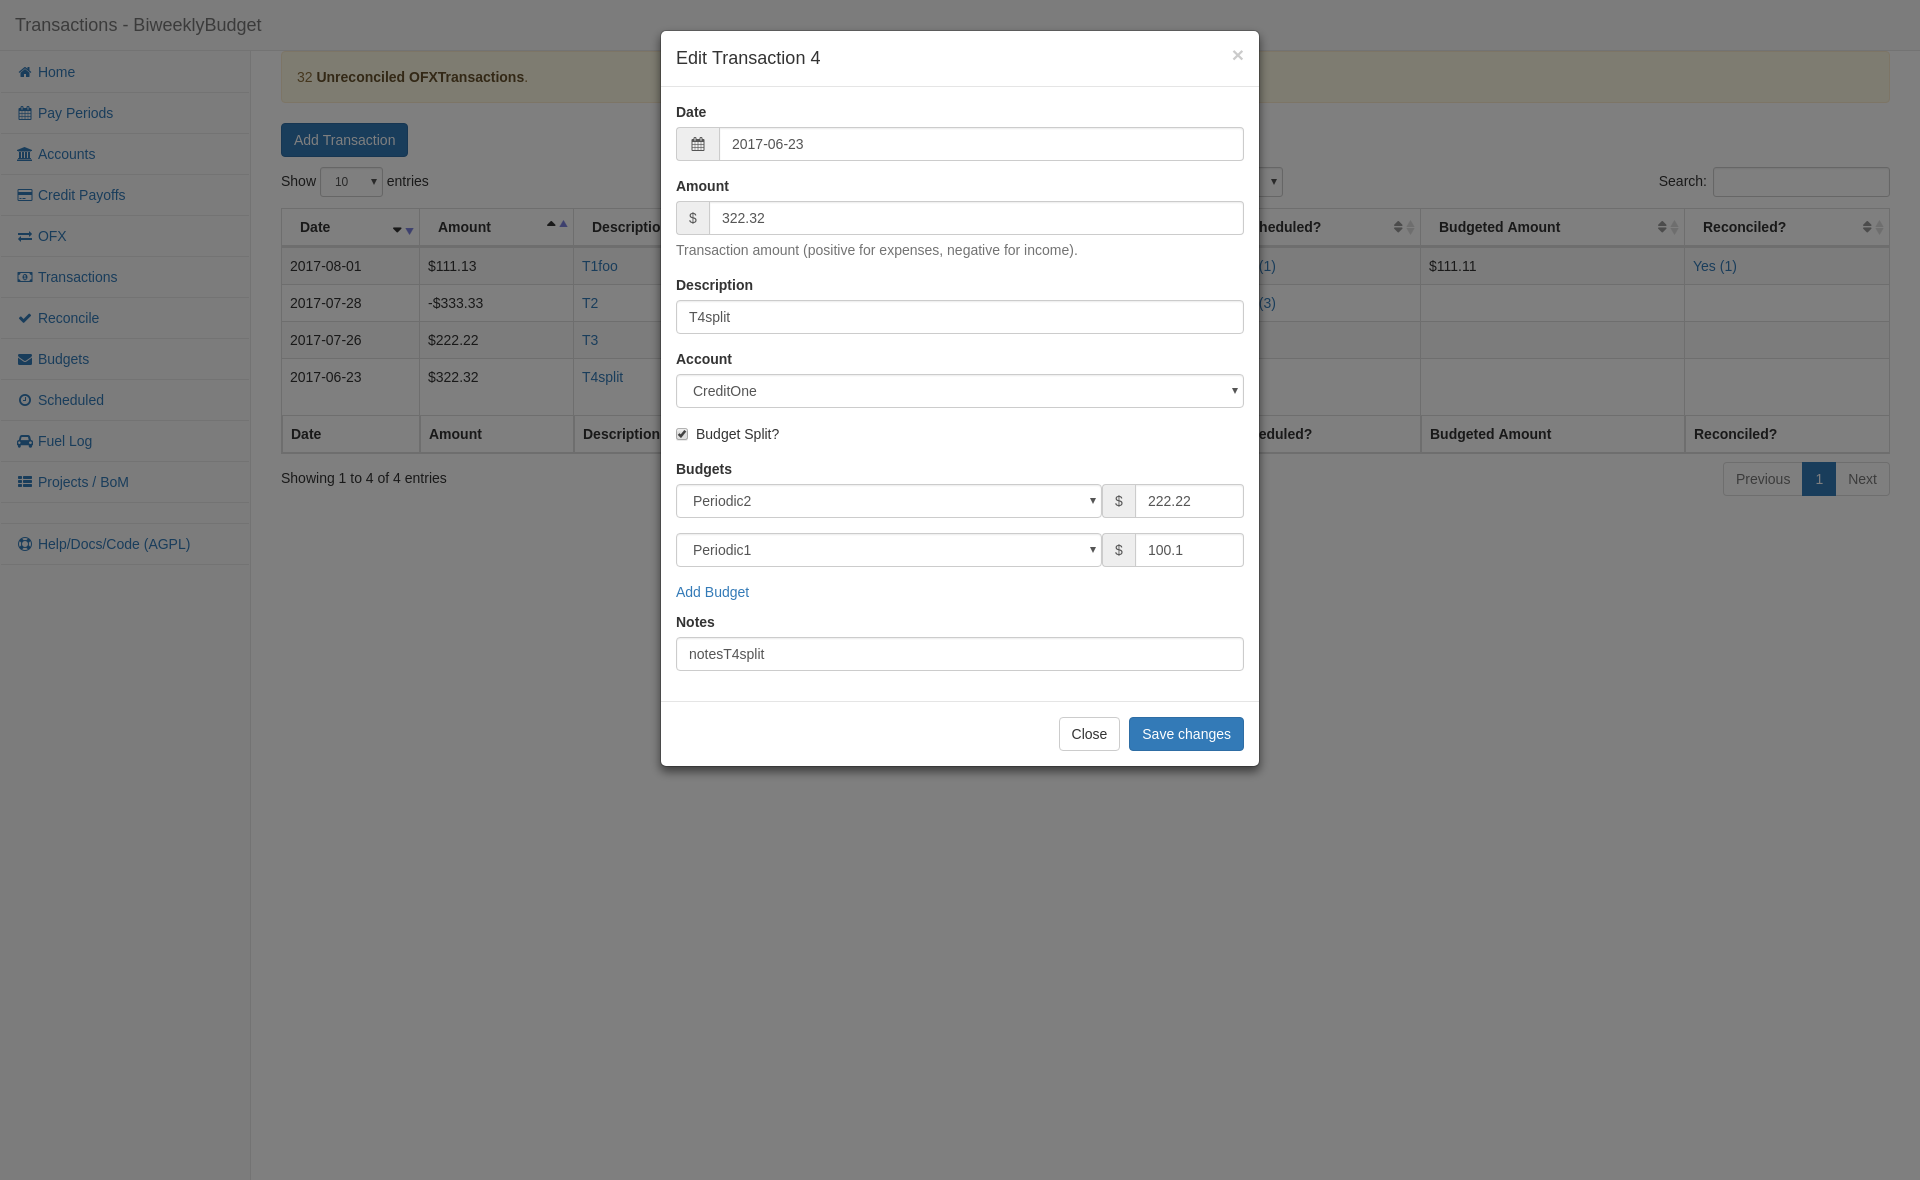 Transactions - BiweeklyBudget
Home
Pay Periods
Accounts
Credit Payoffs
OFX
Transactions
Reconcile
Budgets
Scheduled
Fuel Log
Projects / BoM
Help/Docs/Code (AGPL)
32 Unreconciled OFXTransactions.
Add Transaction
Show 10 entries
Search:
Date Amount Descriptio heduled? Budgeted Amount Reconciled?
2017-08-01 $111.13 T1foo (1) $111.11 Yes (1)
2017-07-28 -$333.33 T2 (3)
2017-07-26 $222.22 T3
2017-06-23 $322.32 T4split
Date Amount Description eduled? Budgeted Amount Reconciled?
Showing 1 to 4 of 4 entries
Previous 1 Next
Edit Transaction 4 ×
Date
2017-06-23
Amount
$ 322.32
Transaction amount (positive for expenses, negative for income).
Description
T4split
Account
CreditOne
Budget Split?
Budgets
Periodic2 $ 222.22
Periodic1 $ 100.1
Add Budget
Notes
notesT4split
Close Save changes